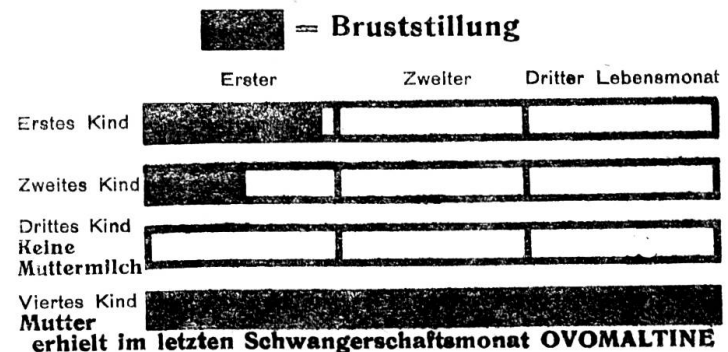 = Bruststillung
Erster Zweiter Dritter Lebensmonat
Erstes Kind
Zweites Kind
Drittes Kind
Keine
Muttermilch
Viertes Kind
Mutter
erhielt im letzten Schwangerschaftsmonat OVOMALTINE